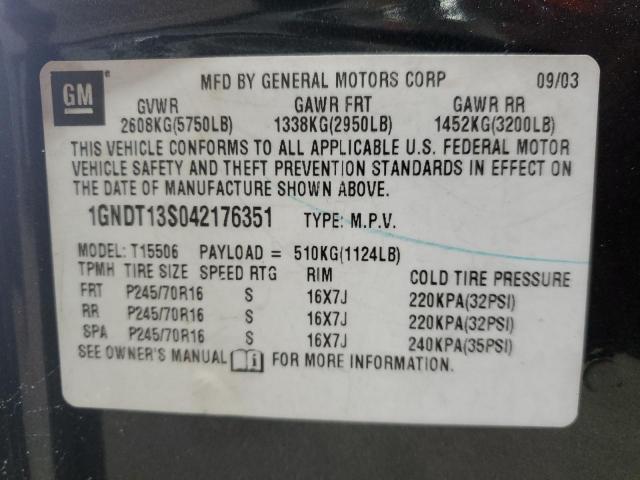 GM ®
MFD BY GENERAL MOTORS CORP 09/03
GVWR GAWR FRT GAWR RR
2608KG(5750LB) 1338KG(2950LB) 1452KG(3200LB)
THIS VEHICLE CONFORMS TO ALL APPLICABLE U.S. FEDERAL MOTOR
VEHICLE SAFETY AND THEFT PREVENTION STANDARDS IN EFFECT ON
THE DATE OF MANUFACTURE SHOWN ABOVE.
1GNDT13S042176351 TYPE: M.P.V.
MODEL: T15506 PAYLOAD = 510KG(1124LB)
TPMH TIRE SIZE SPEED RTG RIM COLD TIRE PRESSURE
FRT P245/70R16 S 16X7J 220KPA(32PSI)
RR P245/70R16 S 16X7J 220KPA(32PSI)
SPA P245/70R16 S 16X7J 240KPA(35PSI)
SEE OWNER'S MANUAL FOR MORE INFORMATION.